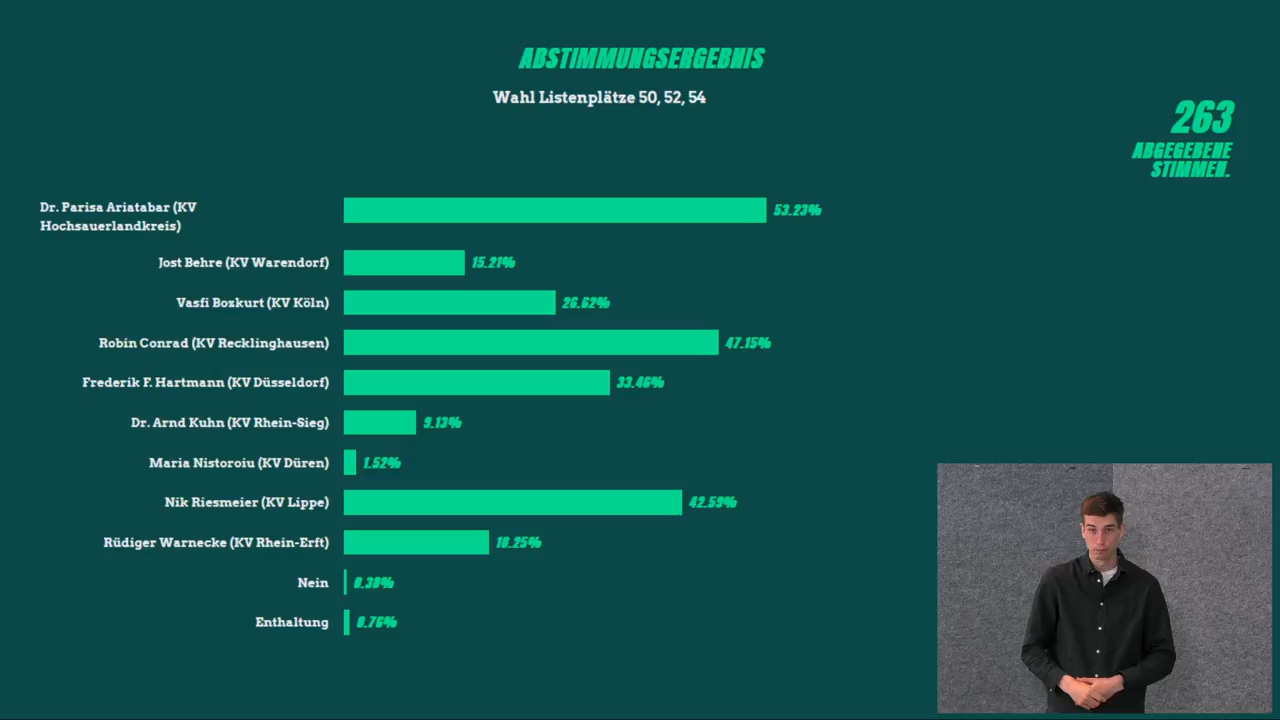 ABSTIMMUNGSERGEBNIS
Wahl Listenplätze 50, 52, 54
263
ABGEGEBENE
STIMMEN.
Dr. Parisa Ariatabar (KV
Hochsauerlandkreis)
53.23%
Jost Behre (KV Warendorf)
15.21%
Vasfi Bozkurt (KV Köln)
26.62%
Robin Conrad (KV Recklinghausen)
47.15%
Frederik F. Hartmann (KV Düsseldorf)
33.46%
Dr. Arnd Kuhn (KV Rhein-Sieg)
9.13%
Maria Nistoroiu (KV Düren)
1.52%
Nik Riesmeier (KV Lippe)
42.59%
Rüdiger Warnecke (KV Rhein-Erft)
18.25%
Nein
0.38%
Enthaltung
0.76%